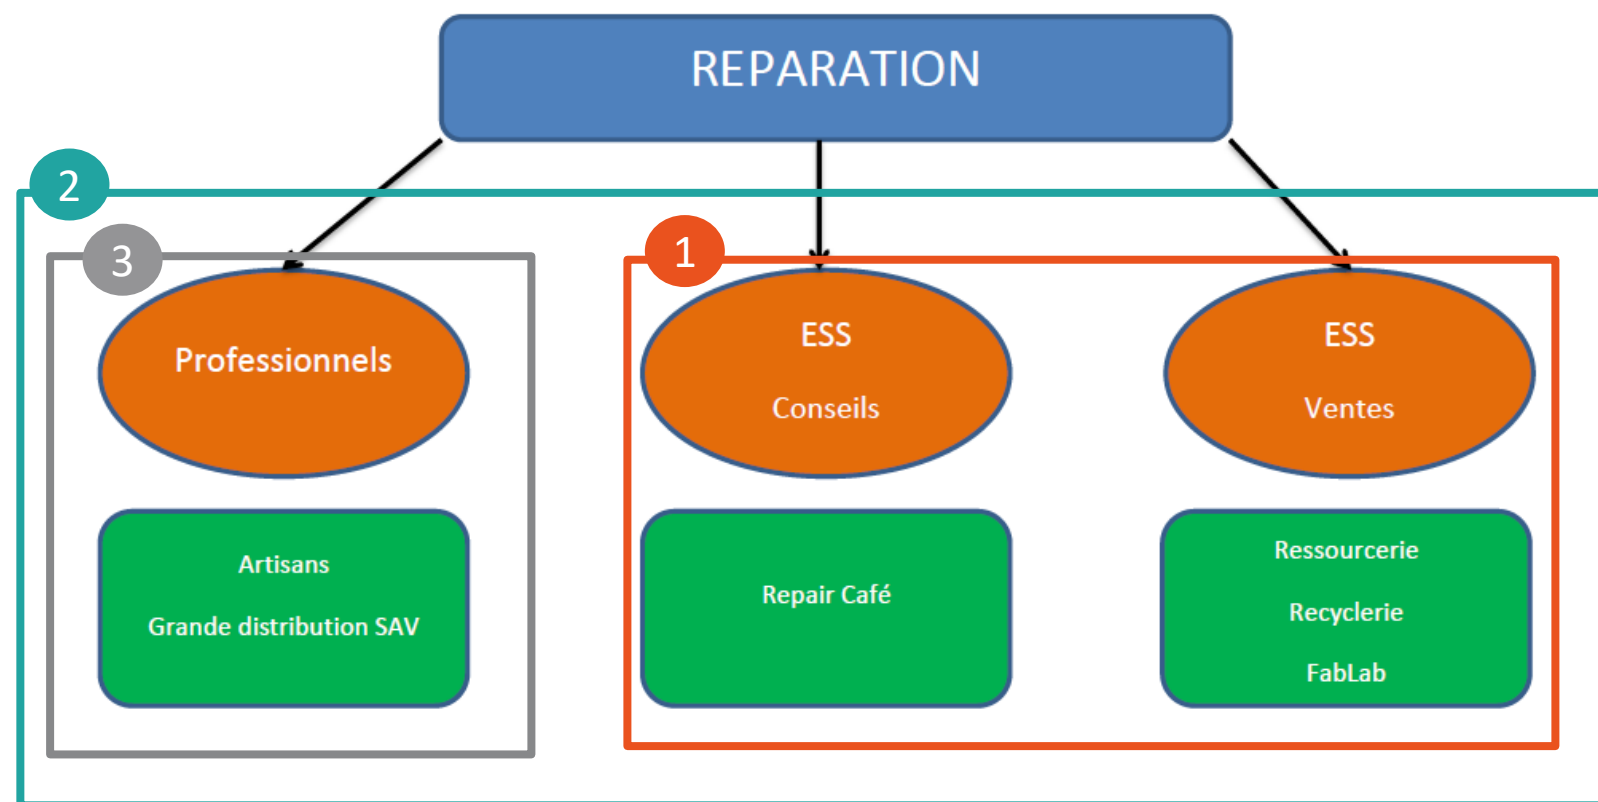 REPARATION
2
3
1
Professionnels
ESS
Conseils
ESS
Ventes
Artisans
Grande distribution SAV
Repair Café
Ressourcerie
Recyclerie
FabLab